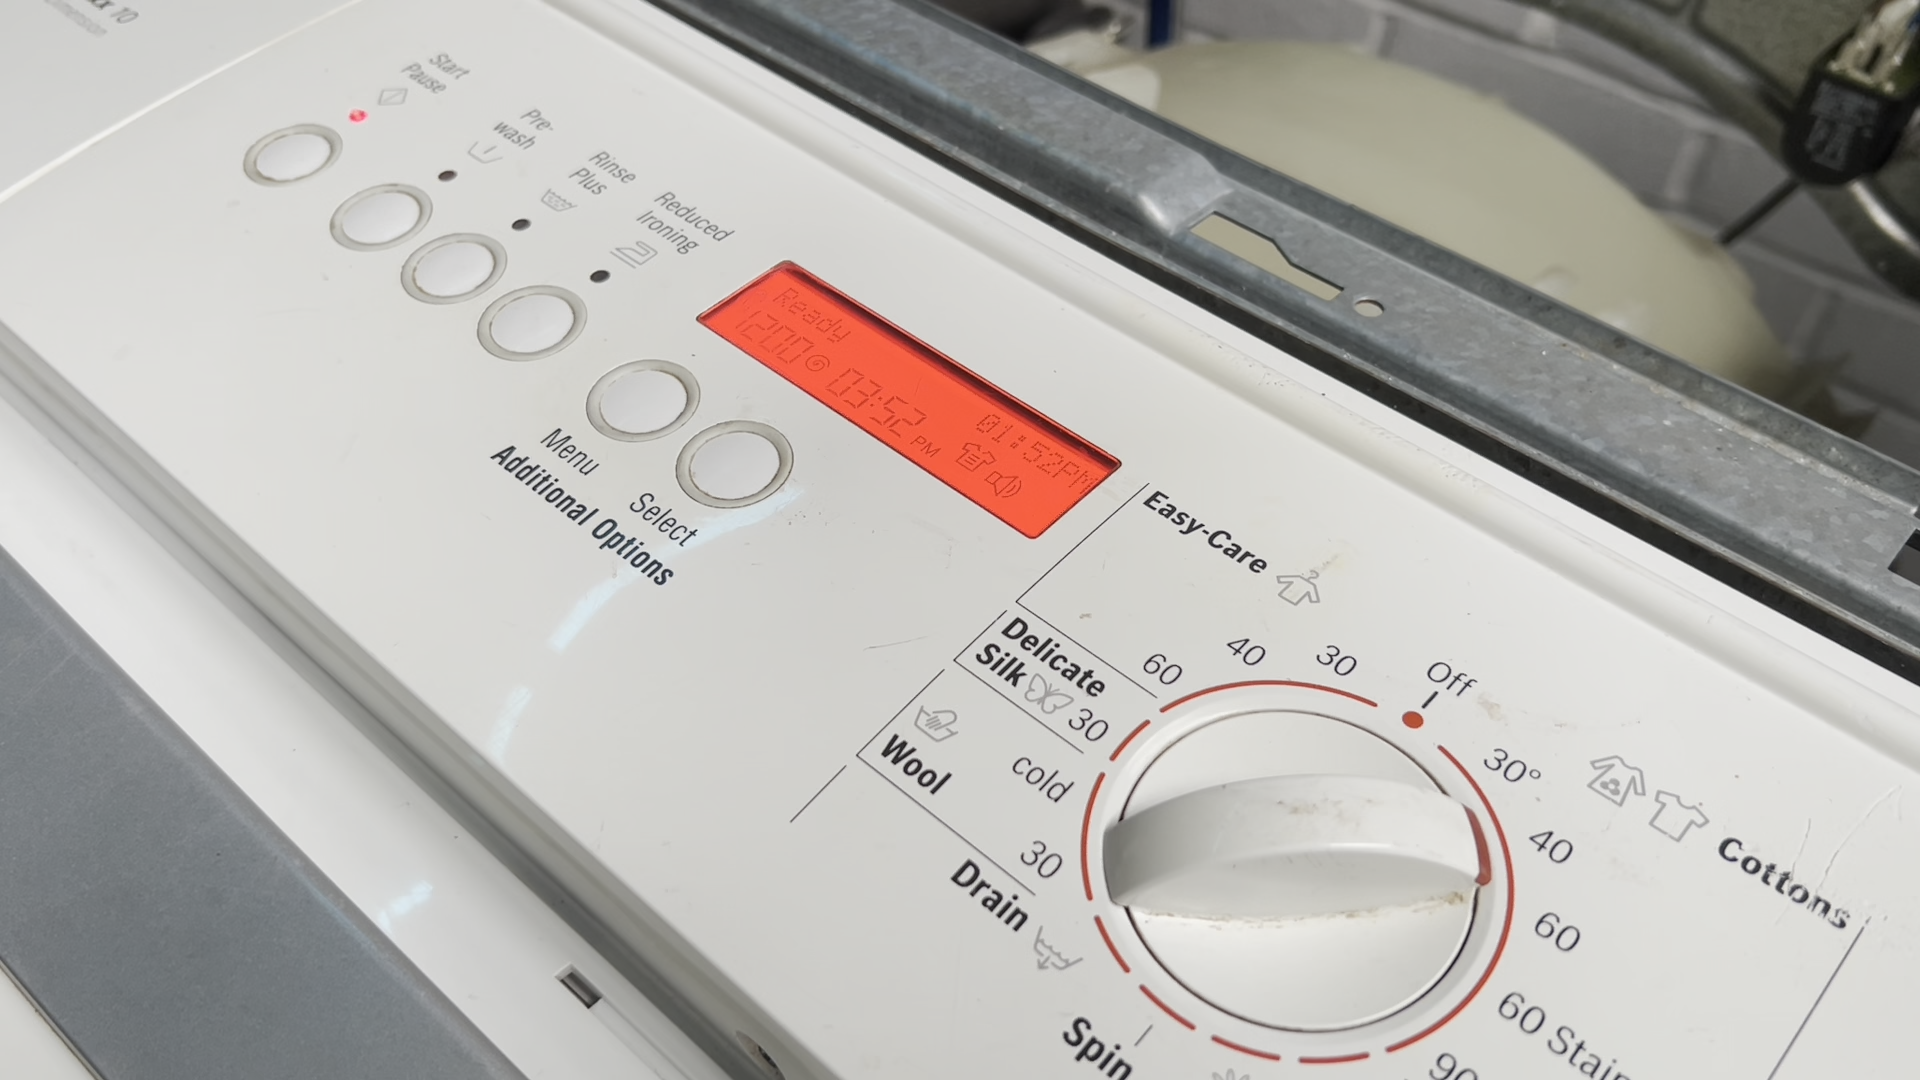 10
Start
Pause
Pre-
wash
Rinse
Plus
Reduced
Ironing
Ready
01:52PM
1200
03:52 PM
Menu
Select
Additional Options
Easy-Care
60
40
30
Off
Delicate
Silk
30
cold
Wool
30
Drain
Spin
30°
40
60
60 Stain
90
Cottons